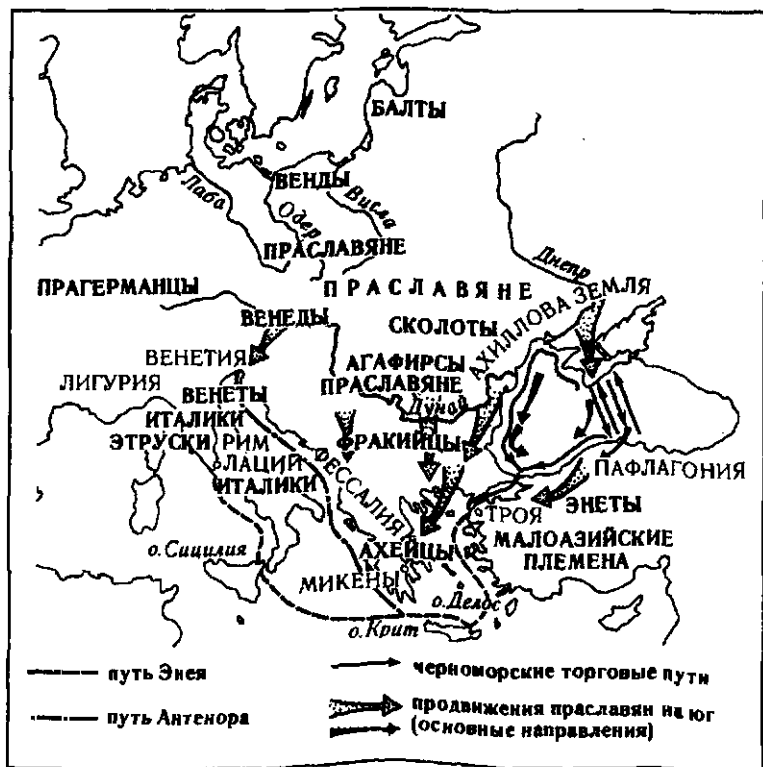 БАЛТЫ
ВЕНДЫ
Лаба
Одер
Висла
ПРАСЛАВЯНЕ
Днепр
ПРАГЕРМАНЦЫ
ПРАСЛАВЯНЕ
ВЕНЕДЫ
СКОЛОТЫ
АХИЛЛОВА ЗЕМЛЯ
ВЕНЕТИЯ
АГАФИРСЫ
ЛИГУРИЯ
ПРАСЛАВЯНЕ
ВЕНЕТЫ
Дунай
ИТАЛИКИ
ЭТРУСКИ РИМ
ФРАКИЙЦЫ
ЛАЦИЙ
ФЕССАЛИЯ
ПАФЛАГОНИЯ
ИТАЛИКИ
ЭНЕТЫ
ТРОЯ
АХЕЙЦЫ
МАЛОАЗИЙСКИЕ
ПЛЕМЕНА
о.Сицилия
МИКЕНЫ
о.Делос
о.Крит
путь Энея
черноморские торговые пути
путь Антенора
продвижения праславян на юг
(основные направления)